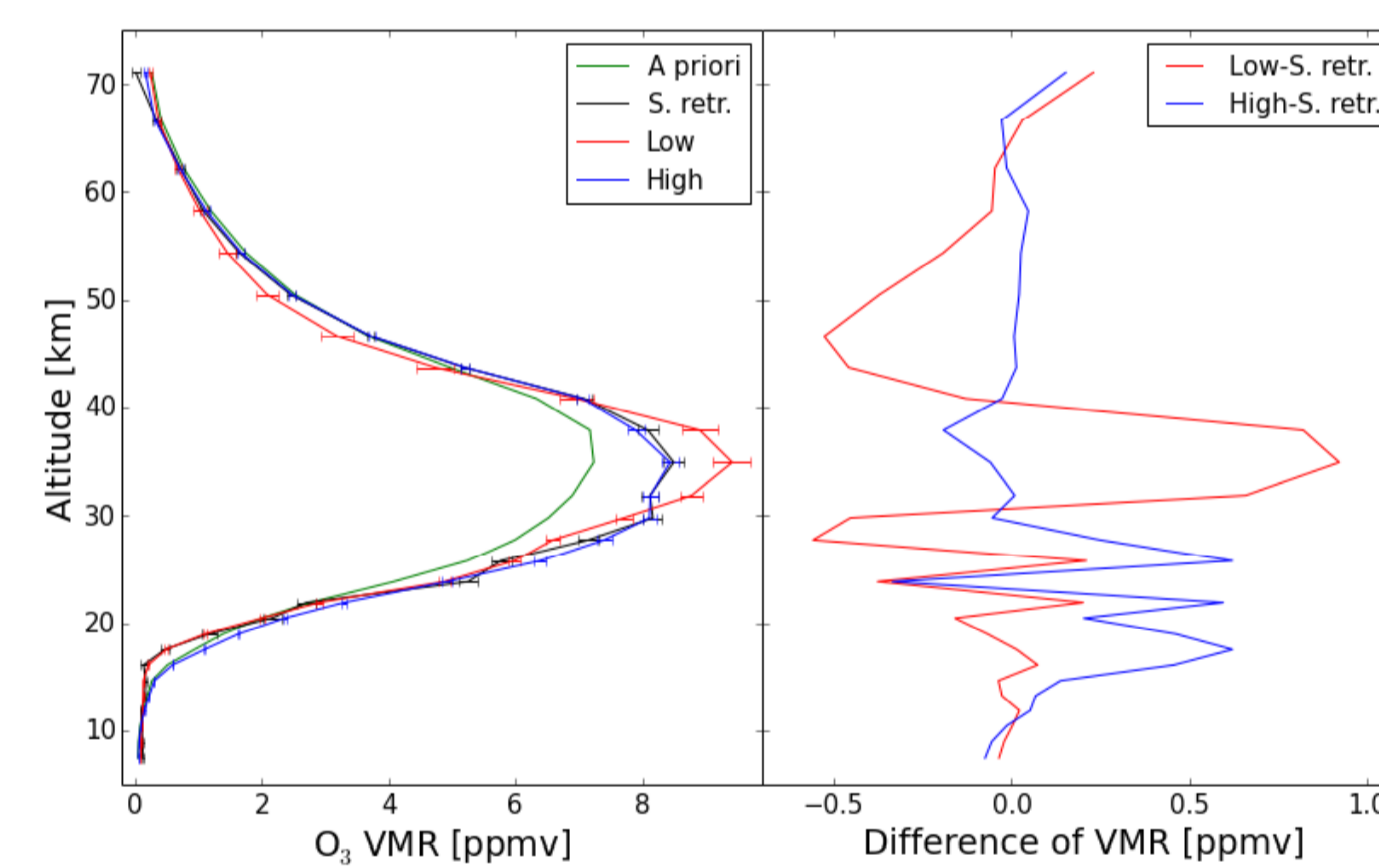 A priori
S. retr.
Low
High
Low-S. retr.
High-S. retr.
70
60
50
40
30
20
10
Altitude [km]
0 2 4 6 8
−0.5 0.0 0.5 1.0
O₃ VMR [ppmv]
Difference of VMR [ppmv]